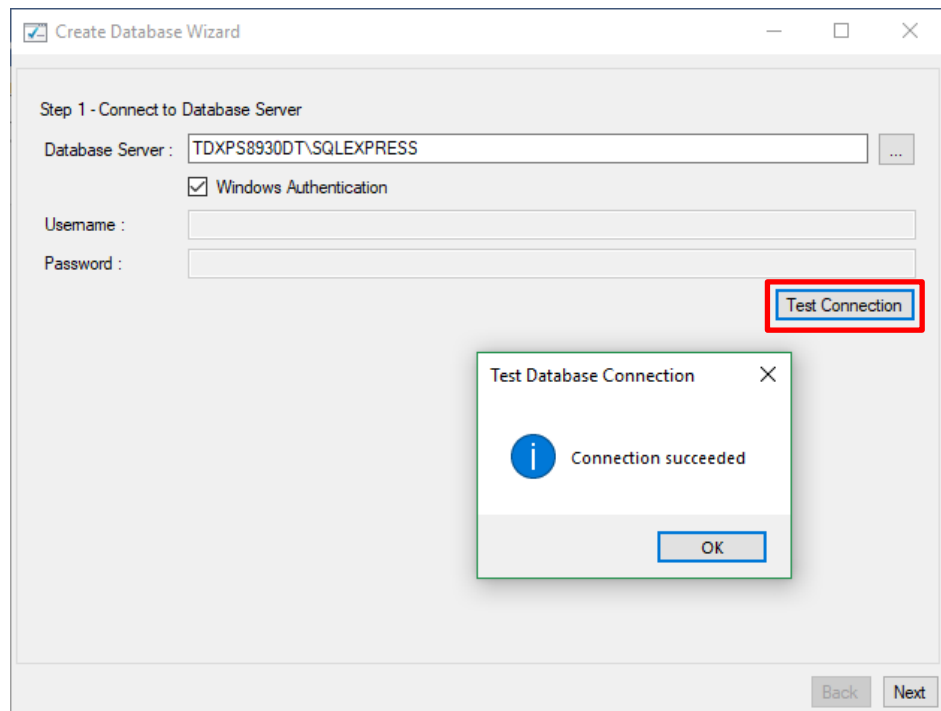 Create Database Wizard
Step 1 - Connect to Database Server
Database Server : TDXPS8930DT\SQLEXPRESS ...
Windows Authentication
Username :
Password :
Test Connection
Test Database Connection
i Connection succeeded
OK
Back Next